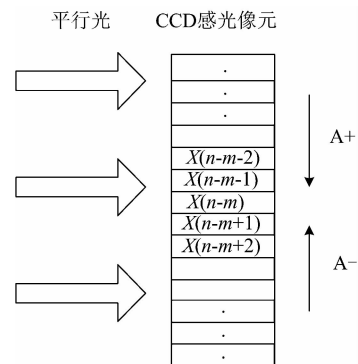 平行光 CCD感光像元
.
.
.
X(n-m-2)
X(n-m-1)
X(n-m)
X(n-m+1)
X(n-m+2)
.
.
.
A+
A−